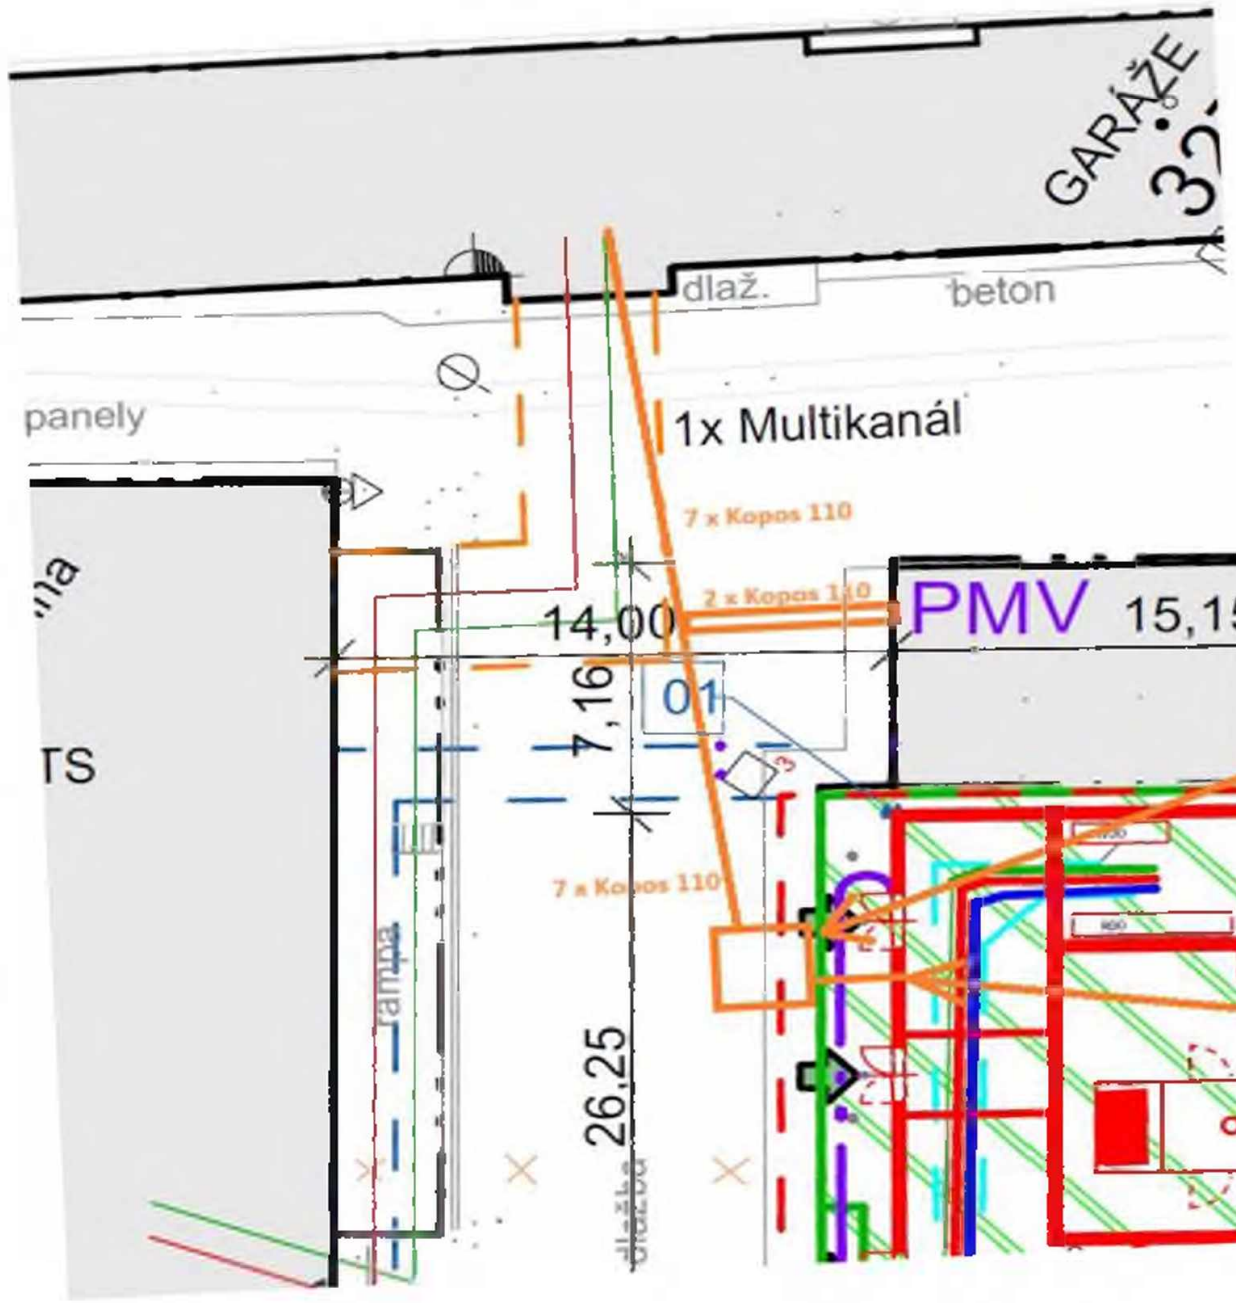 GARÁŽE
dlaž.
beton
panely
1x Multikanál
7 x Kopos 110
2 x Kopos 110
PMV
15,15
14,00
7,16
01
TS
3
7 x Kopos 110
rampa
26,25
dlažba